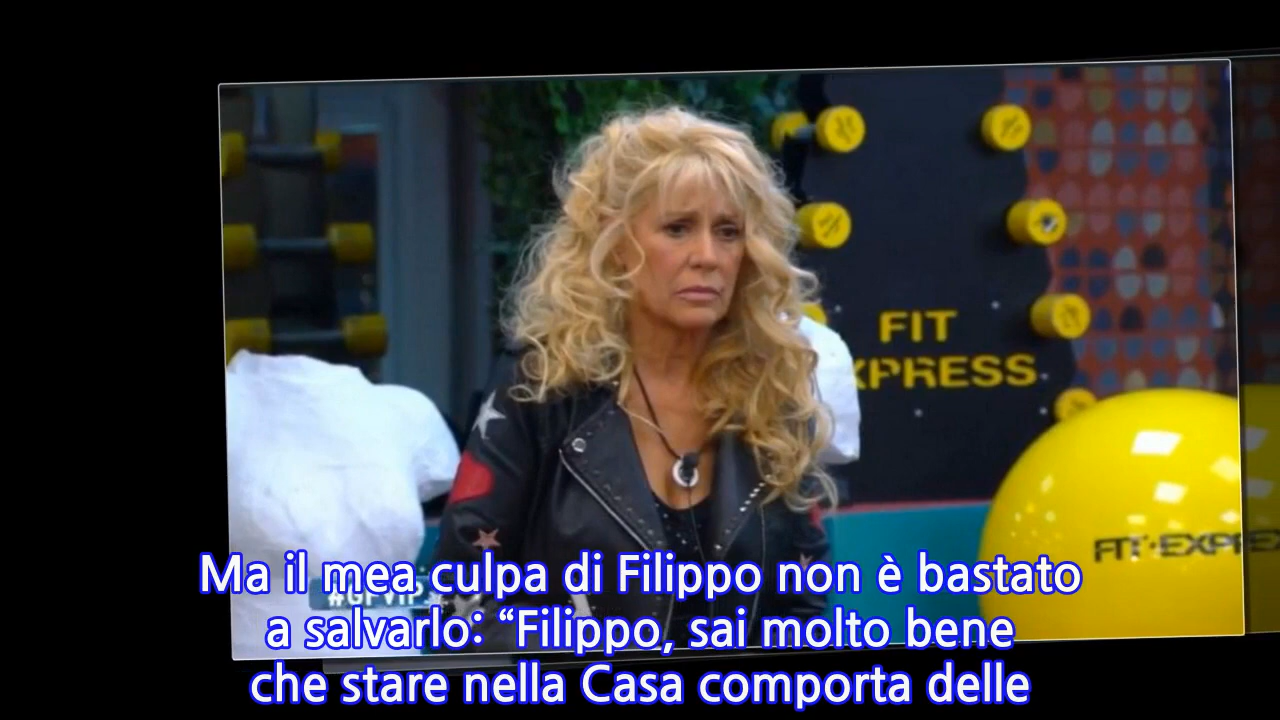 FIT
XPRESS
FIT-EXPRE
#GFVIP
Ma il mea culpa di Filippo non è bastato
a salvarlo: “Filippo, sai molto bene
che stare nella Casa comporta delle